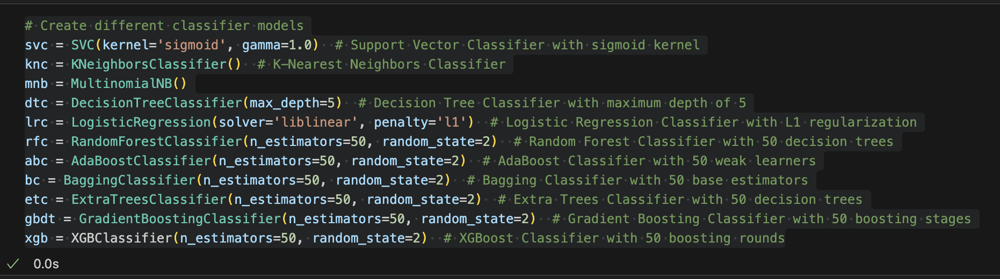 # Create different classifier models
svc = SVC(kernel='sigmoid', gamma=1.0)  # Support Vector Classifier with sigmoid kernel
knc = KNeighborsClassifier()  # K-Nearest Neighbors Classifier
mnb = MultinomialNB()
dtc = DecisionTreeClassifier(max_depth=5)  # Decision Tree Classifier with maximum depth of 5
lrc = LogisticRegression(solver='liblinear', penalty='l1')  # Logistic Regression Classifier with L1 regularization
rfc = RandomForestClassifier(n_estimators=50, random_state=2)  # Random Forest Classifier with 50 decision trees
abc = AdaBoostClassifier(n_estimators=50, random_state=2)  # AdaBoost Classifier with 50 weak learners
bc = BaggingClassifier(n_estimators=50, random_state=2)  # Bagging Classifier with 50 base estimators
etc = ExtraTreesClassifier(n_estimators=50, random_state=2)  # Extra Trees Classifier with 50 decision trees
gbdt = GradientBoostingClassifier(n_estimators=50, random_state=2)  # Gradient Boosting Classifier with 50 boosting stages
xgb = XGBClassifier(n_estimators=50, random_state=2)  # XGBoost Classifier with 50 boosting rounds
0.0s